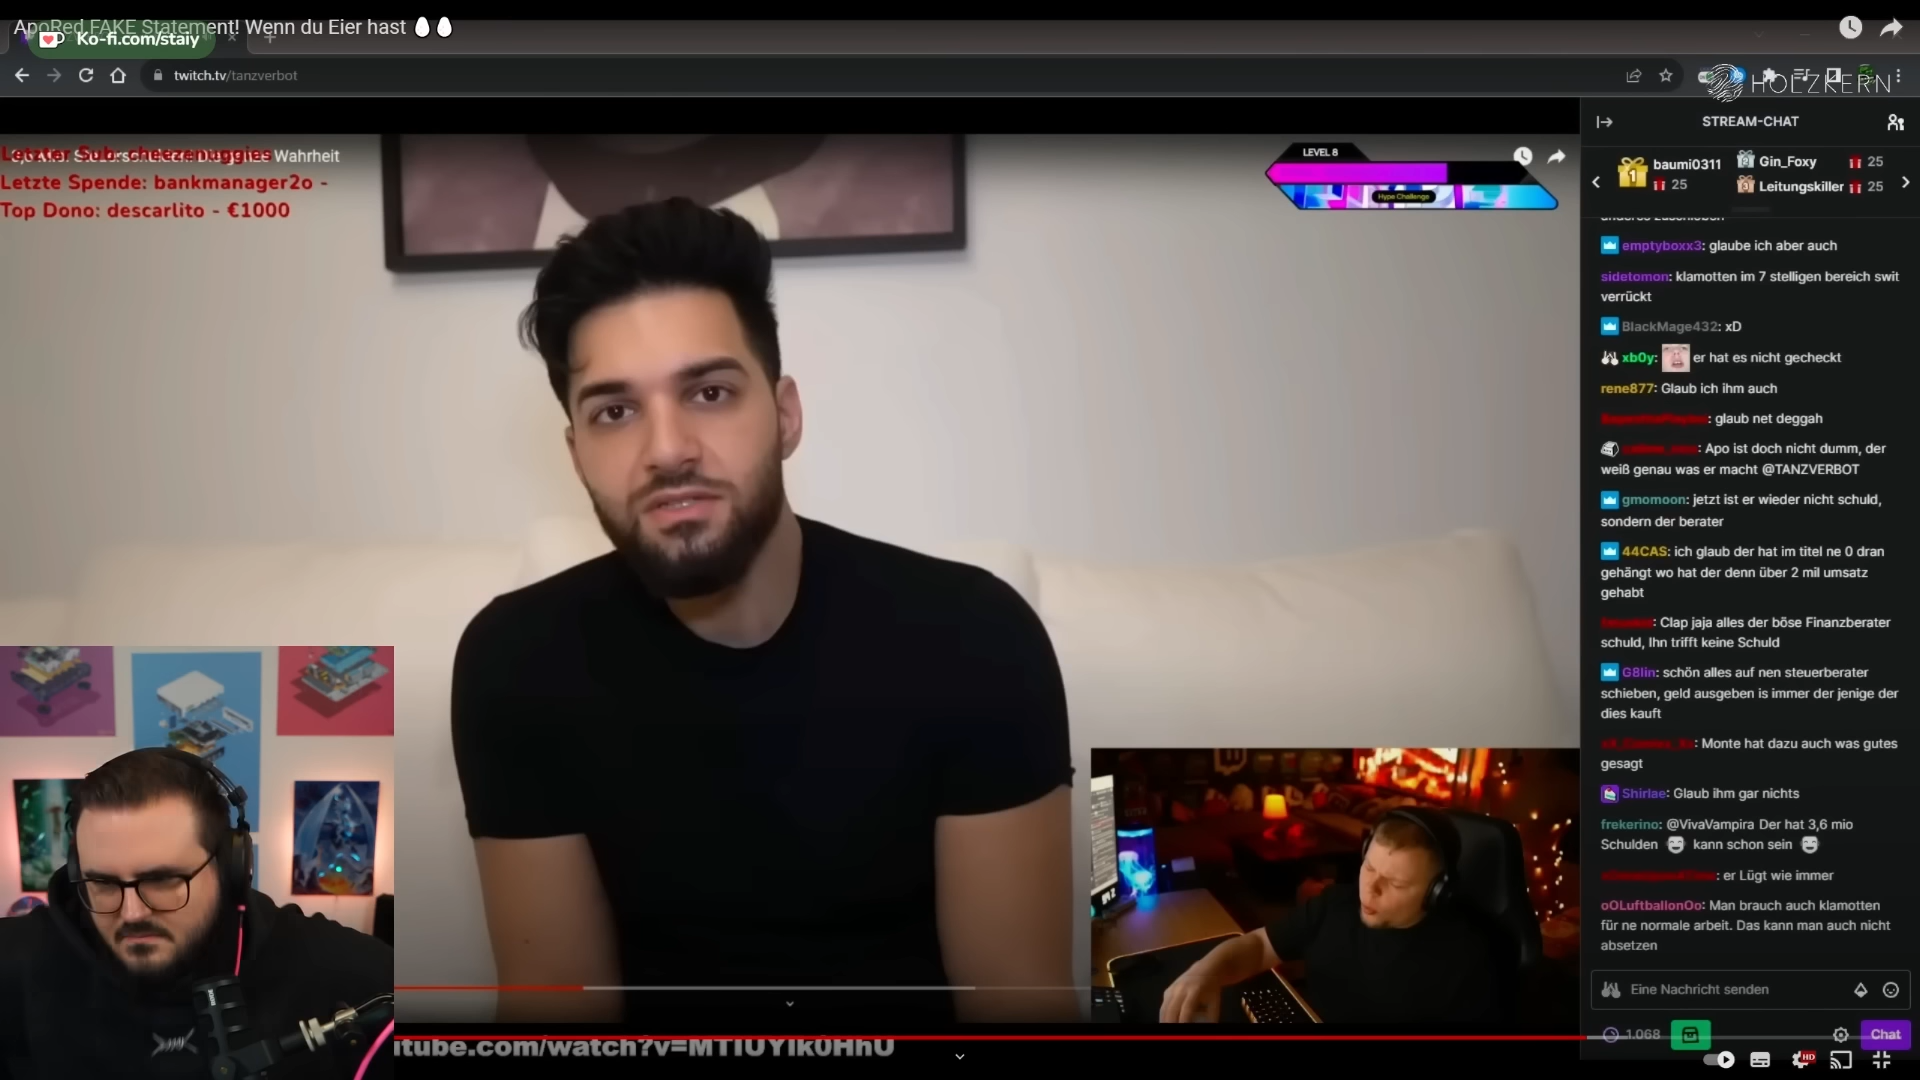 ApoRed FAKE Statement! Wenn du Eier hast
Ko-fi.com/staiy
twitch.tv/tanzverbot
HOLZKERN
Wahrheit
Letzte Spende: bankmanager2o -
Top Dono: descarlito - €1000
LEVEL 8
Hype Challenge
STREAM-CHAT
1 baumi0311
25
Gin_Foxy 25
Leitungskiller 25
emptyboxx3: glaube ich aber auch
sidetomon: klamotten im 7 stelligen bereich swit
verrückt
BlackMage432: xD
xb0y: er hat es nicht gecheckt
rene877: Glaub ich ihm auch
: glaub net deggah
: Apo ist doch nicht dumm, der
weiß genau was er macht @TANZVERBOT
gmomoon: jetzt ist er wieder nicht schuld,
sondern der berater
44CAS: ich glaub der hat im titel ne 0 dran
gehängt wo hat der denn über 2 mil umsatz
gehabt
: Clap jaja alles der böse Finanzberater
schuld, Ihn trifft keine Schuld
G8lin: schön alles auf nen steuerberater
schieben, geld ausgeben is immer der jenige der
dies kauft
: Monte hat dazu auch was gutes
gesagt
Shirlae: Glaub ihm gar nichts
frekerino: @VivaVampira Der hat 3,6 mio
Schulden kann schon sein
: er Lügt wie immer
oOLuftballonOo: Man brauch auch klamotten
für ne normale arbeit. Das kann man auch nicht
absetzen
Eine Nachricht senden
1.068
Chat
HD